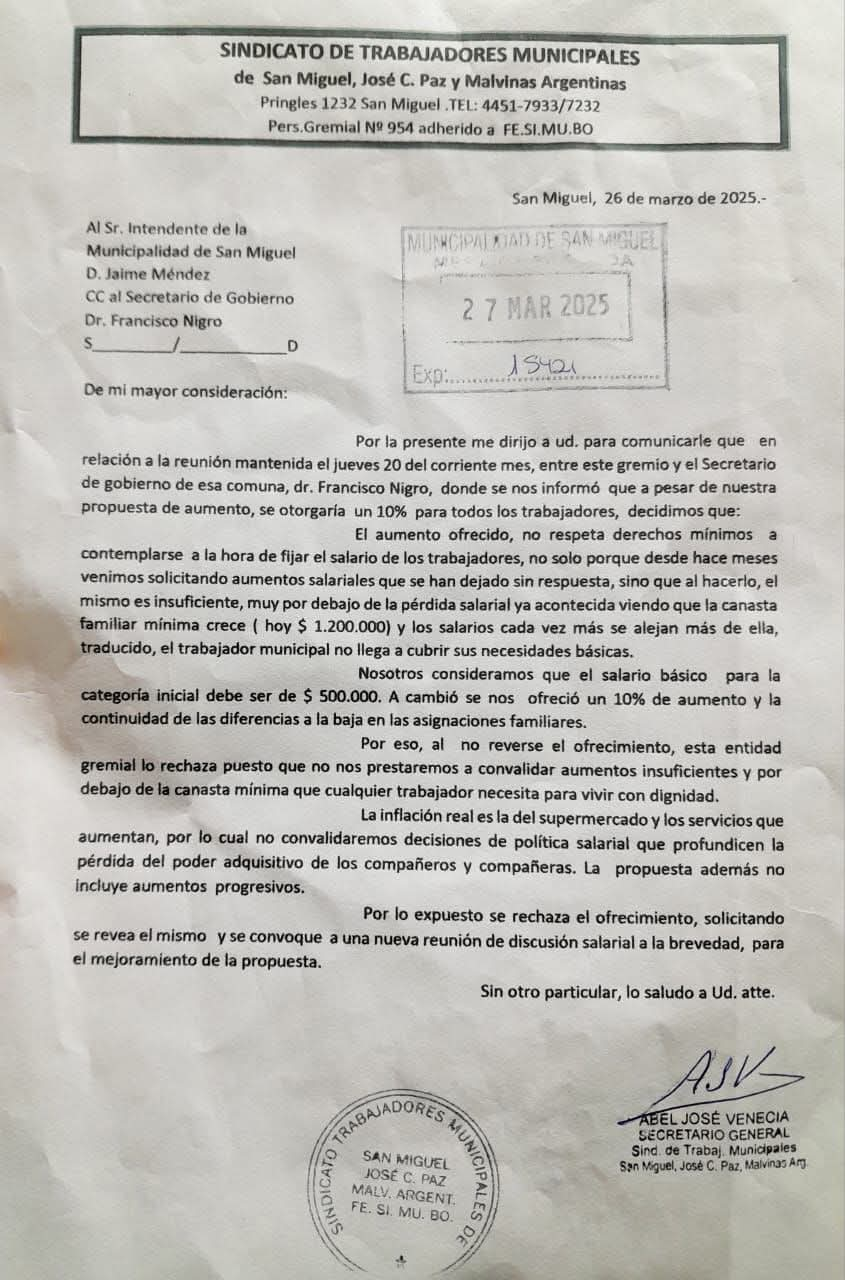 SINDICATO DE TRABAJADORES MUNICIPALES
de San Miguel, José C. Paz y Malvinas Argentinas
Pringles 1232 San Miguel .TEL: 4451-7933/7232
Pers.Gremial Nº 954 adherido a FE.SI.MU.BO
San Miguel, 26 de marzo de 2025.-
Al Sr. Intendente de la
Municipalidad de San Miguel
D. Jaime Méndez
CC al Secretario de Gobierno
Dr. Francisco Nigro
S________/___________D
MUNICIPALIDAD DE SAN MIGUEL
27 MAR 2025
Exp:......15421......
De mi mayor consideración:
Por la presente me dirijo a ud. para comunicarle que en
relación a la reunión mantenida el jueves 20 del corriente mes, entre este gremio y el Secretario
de gobierno de esa comuna, dr. Francisco Nigro, donde se nos informó que a pesar de nuestra
propuesta de aumento, se otorgaría un 10% para todos los trabajadores, decidimos que:
El aumento ofrecido, no respeta derechos mínimos a
contemplarse a la hora de fijar el salario de los trabajadores, no solo porque desde hace meses
venimos solicitando aumentos salariales que se han dejado sin respuesta, sino que al hacerlo, el
mismo es insuficiente, muy por debajo de la pérdida salarial ya acontecida viendo que la canasta
familiar mínima crece ( hoy $ 1.200.000) y los salarios cada vez más se alejan más de ella,
traducido, el trabajador municipal no llega a cubrir sus necesidades básicas.
Nosotros consideramos que el salario básico para la
categoría inicial debe ser de $ 500.000. A cambió se nos ofreció un 10% de aumento y la
continuidad de las diferencias a la baja en las asignaciones familiares.
Por eso, al no reverse el ofrecimiento, esta entidad
gremial lo rechaza puesto que no nos prestaremos a convalidar aumentos insuficientes y por
debajo de la canasta mínima que cualquier trabajador necesita para vivir con dignidad.
La inflación real es la del supermercado y los servicios que
aumentan, por lo cual no convalidaremos decisiones de política salarial que profundicen la
pérdida del poder adquisitivo de los compañeros y compañeras. La propuesta además no
incluye aumentos progresivos.
Por lo expuesto se rechaza el ofrecimiento, solicitando
se revea el mismo y se convoque a una nueva reunión de discusión salarial a la brevedad, para
el mejoramiento de la propuesta.
Sin otro particular, lo saludo a Ud. atte.
ABEL JOSÉ VENECIA
SECRETARIO GENERAL
Sind. de Trabaj. Municipales
San Miguel, José C. Paz, Malvinas Arg.
SINDICATO TRABAJADORES MUNICIPALES DE
SAN MIGUEL
JOSÉ C. PAZ
MALV. ARGENT.
FE. SI. MU. BO.